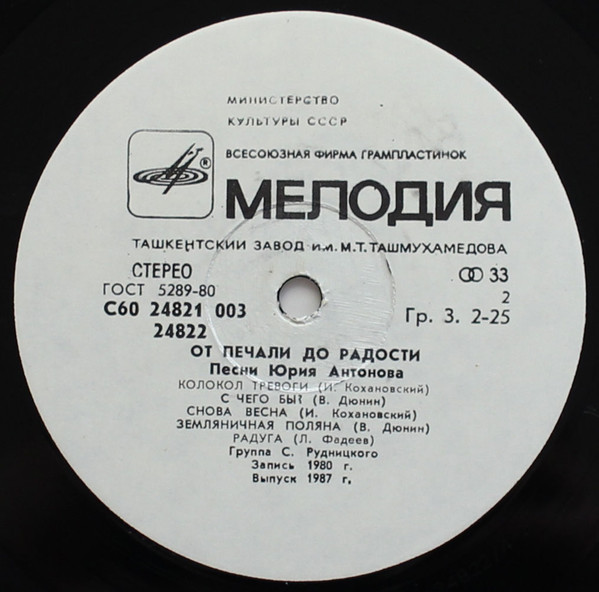 МИНИСТЕРСТВО
КУЛЬТУРЫ СССР
ВСЕСОЮЗНАЯ ФИРМА ГРАМПЛАСТИНОК
®
МЕЛОДИЯ
ТАШКЕНТСКИЙ ЗАВОД им. М.Т.ТАШМУХАМЕДОВА
СТЕРЕО
33
ГОСТ 5289-80
2
С60 24821 003
Гр. 3. 2-25
24822
ОТ ПЕЧАЛИ ДО РАДОСТИ
Песни Юрия Антонова
КОЛОКОЛ ТРЕВОГИ (И. Кохановский)
С ЧЕГО БЫ? (В. Дюнин)
СНОВА ВЕСНА (И. Кохановский)
ЗЕМЛЯНИЧНАЯ ПОЛЯНА (В. Дюнин)
РАДУГА (Л. Фадеев)
Группа С. Рудницкого
Запись 1980 г.
Выпуск 1987 г.